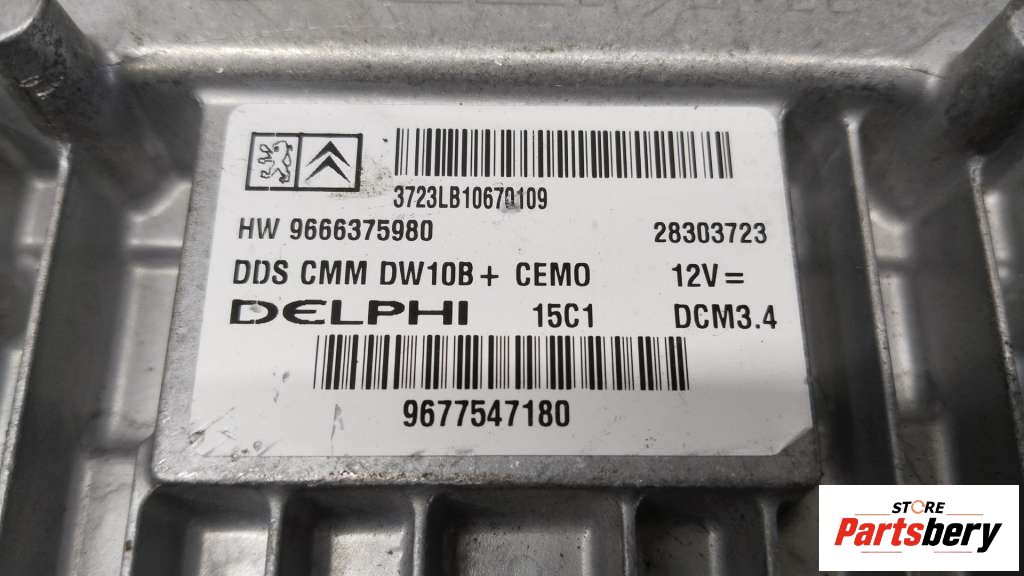 3723LB10670109
HW 9666375980 28303723
DDS CMM DW10B+ CEMO 12V=
DELPHI 15C1 DCM3.4
9677547180
STORE
Partsbery